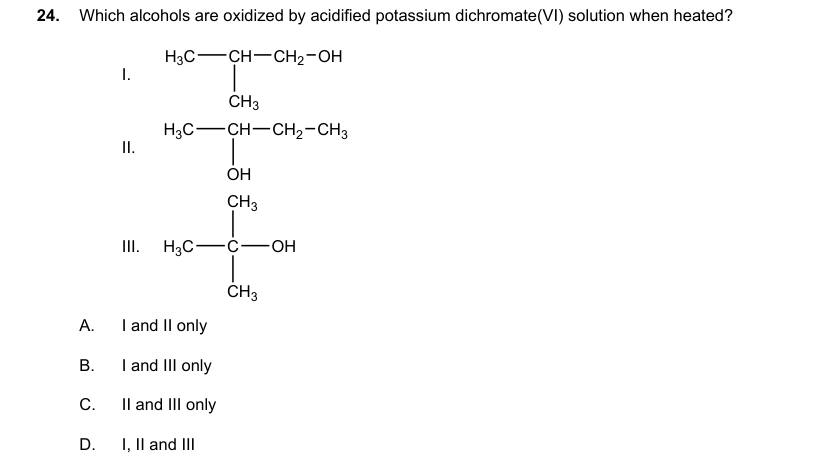 24. Which alcohols are oxidized by acidified potassium dichromate(VI) solution when heated?
H₃C—CH—CH₂—OH
I.
CH₃
H₃C—CH—CH₂—CH₃
II.
OH
CH₃
III. H₃C—C—OH
CH₃
A. I and II only
B. I and III only
C. II and III only
D. I, II and III